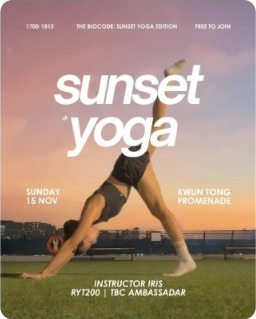 1700-1815
THE BIOCODE: SUNSET YOGA EDITION
FREE TO JOIN
sunset
yoga
SUNDAY
15 NOV
KWUN TONG
PROMENADE
INSTRUCTOR IRIS
RYT200 | TBC AMBASSADAR